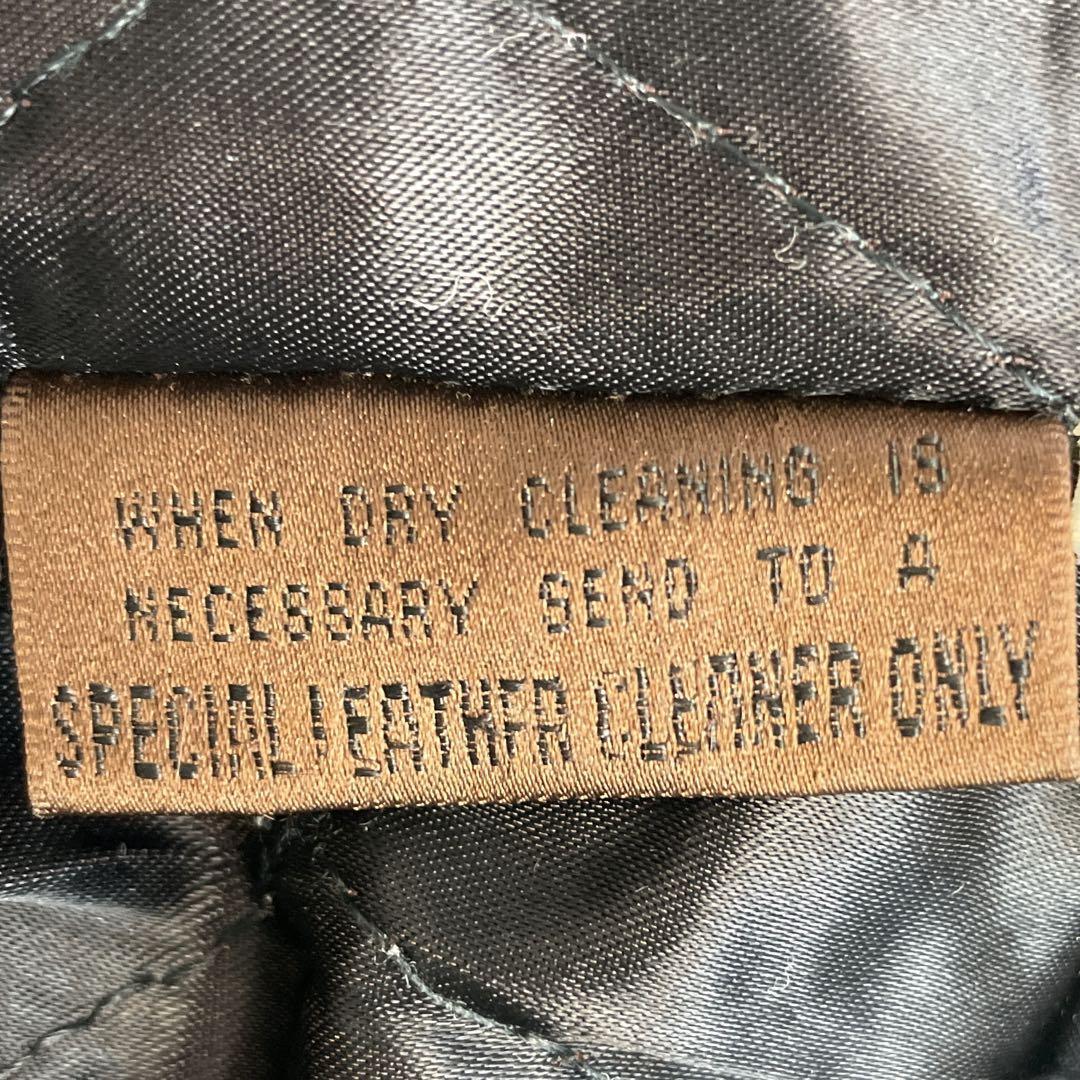 WHEN DRY CLEANING IS
NECESSARY SEND TO A
SPECIAL LEATHER CLEANER ONLY